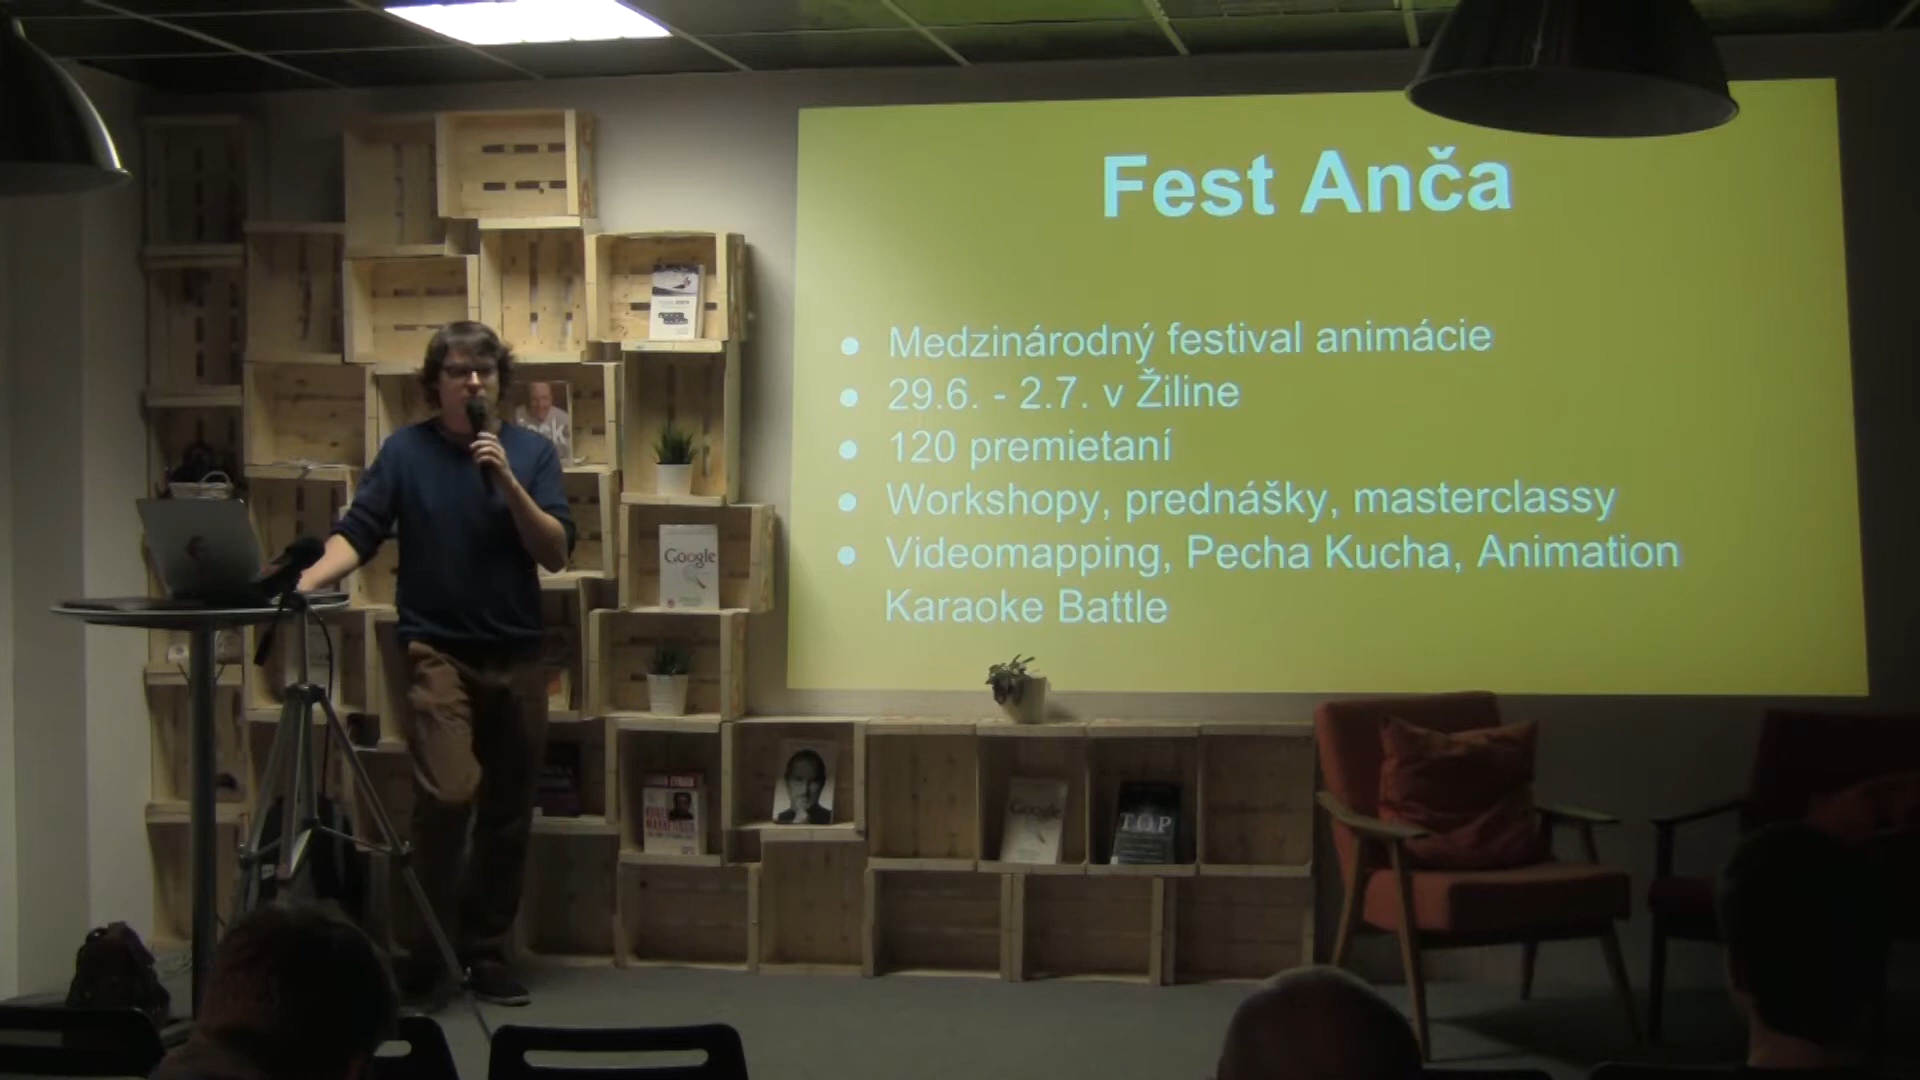 Fest Anča
● Medzinárodný festival animácie
● 29.6. - 2.7. v Žiline
● 120 premietaní
● Workshopy, prednášky, masterclassy
● Videomapping, Pecha Kucha, Animation
Karaoke Battle
Google
Google
TOP